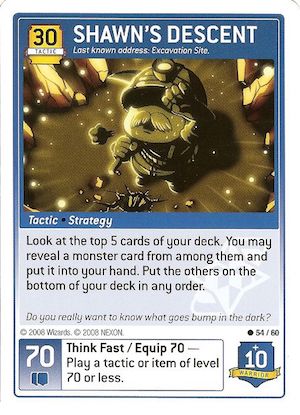 30
TACTIC
SHAWN'S DESCENT
Last known address: Excavation Site.
Tactic • Strategy
Look at the top 5 cards of your deck. You may
reveal a monster card from among them and
put it into your hand. Put the others on the
bottom of your deck in any order.
Do you really want to know what goes bump in the dark?
© 2008 Wizards. © 2008 NEXON.
● 54 / 60
70
Think Fast / Equip 70 —
Play a tactic or item of level
70 or less.
10
WARRIOR